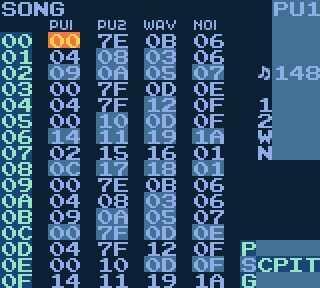 SONG PU1
PU1 PU2 WAV NOI
00 00 7E 0B 06
01 04 08 03 06
02 09 0A 05 07 ♫148
03 00 7F 0D 0E
04 04 7F 12 0F 1
05 00 10 0D 0F 2
06 14 11 19 1A W
07 02 15 16 01 N
08 0C 17 18 01
09 00 7E 0B 06
0A 04 08 03 06
0B 09 0A 05 07
0C 00 7F 0D 0E
0D 04 7F 12 0F P
0E 00 10 0D 0F SCPIT
0F 14 11 19 1A G